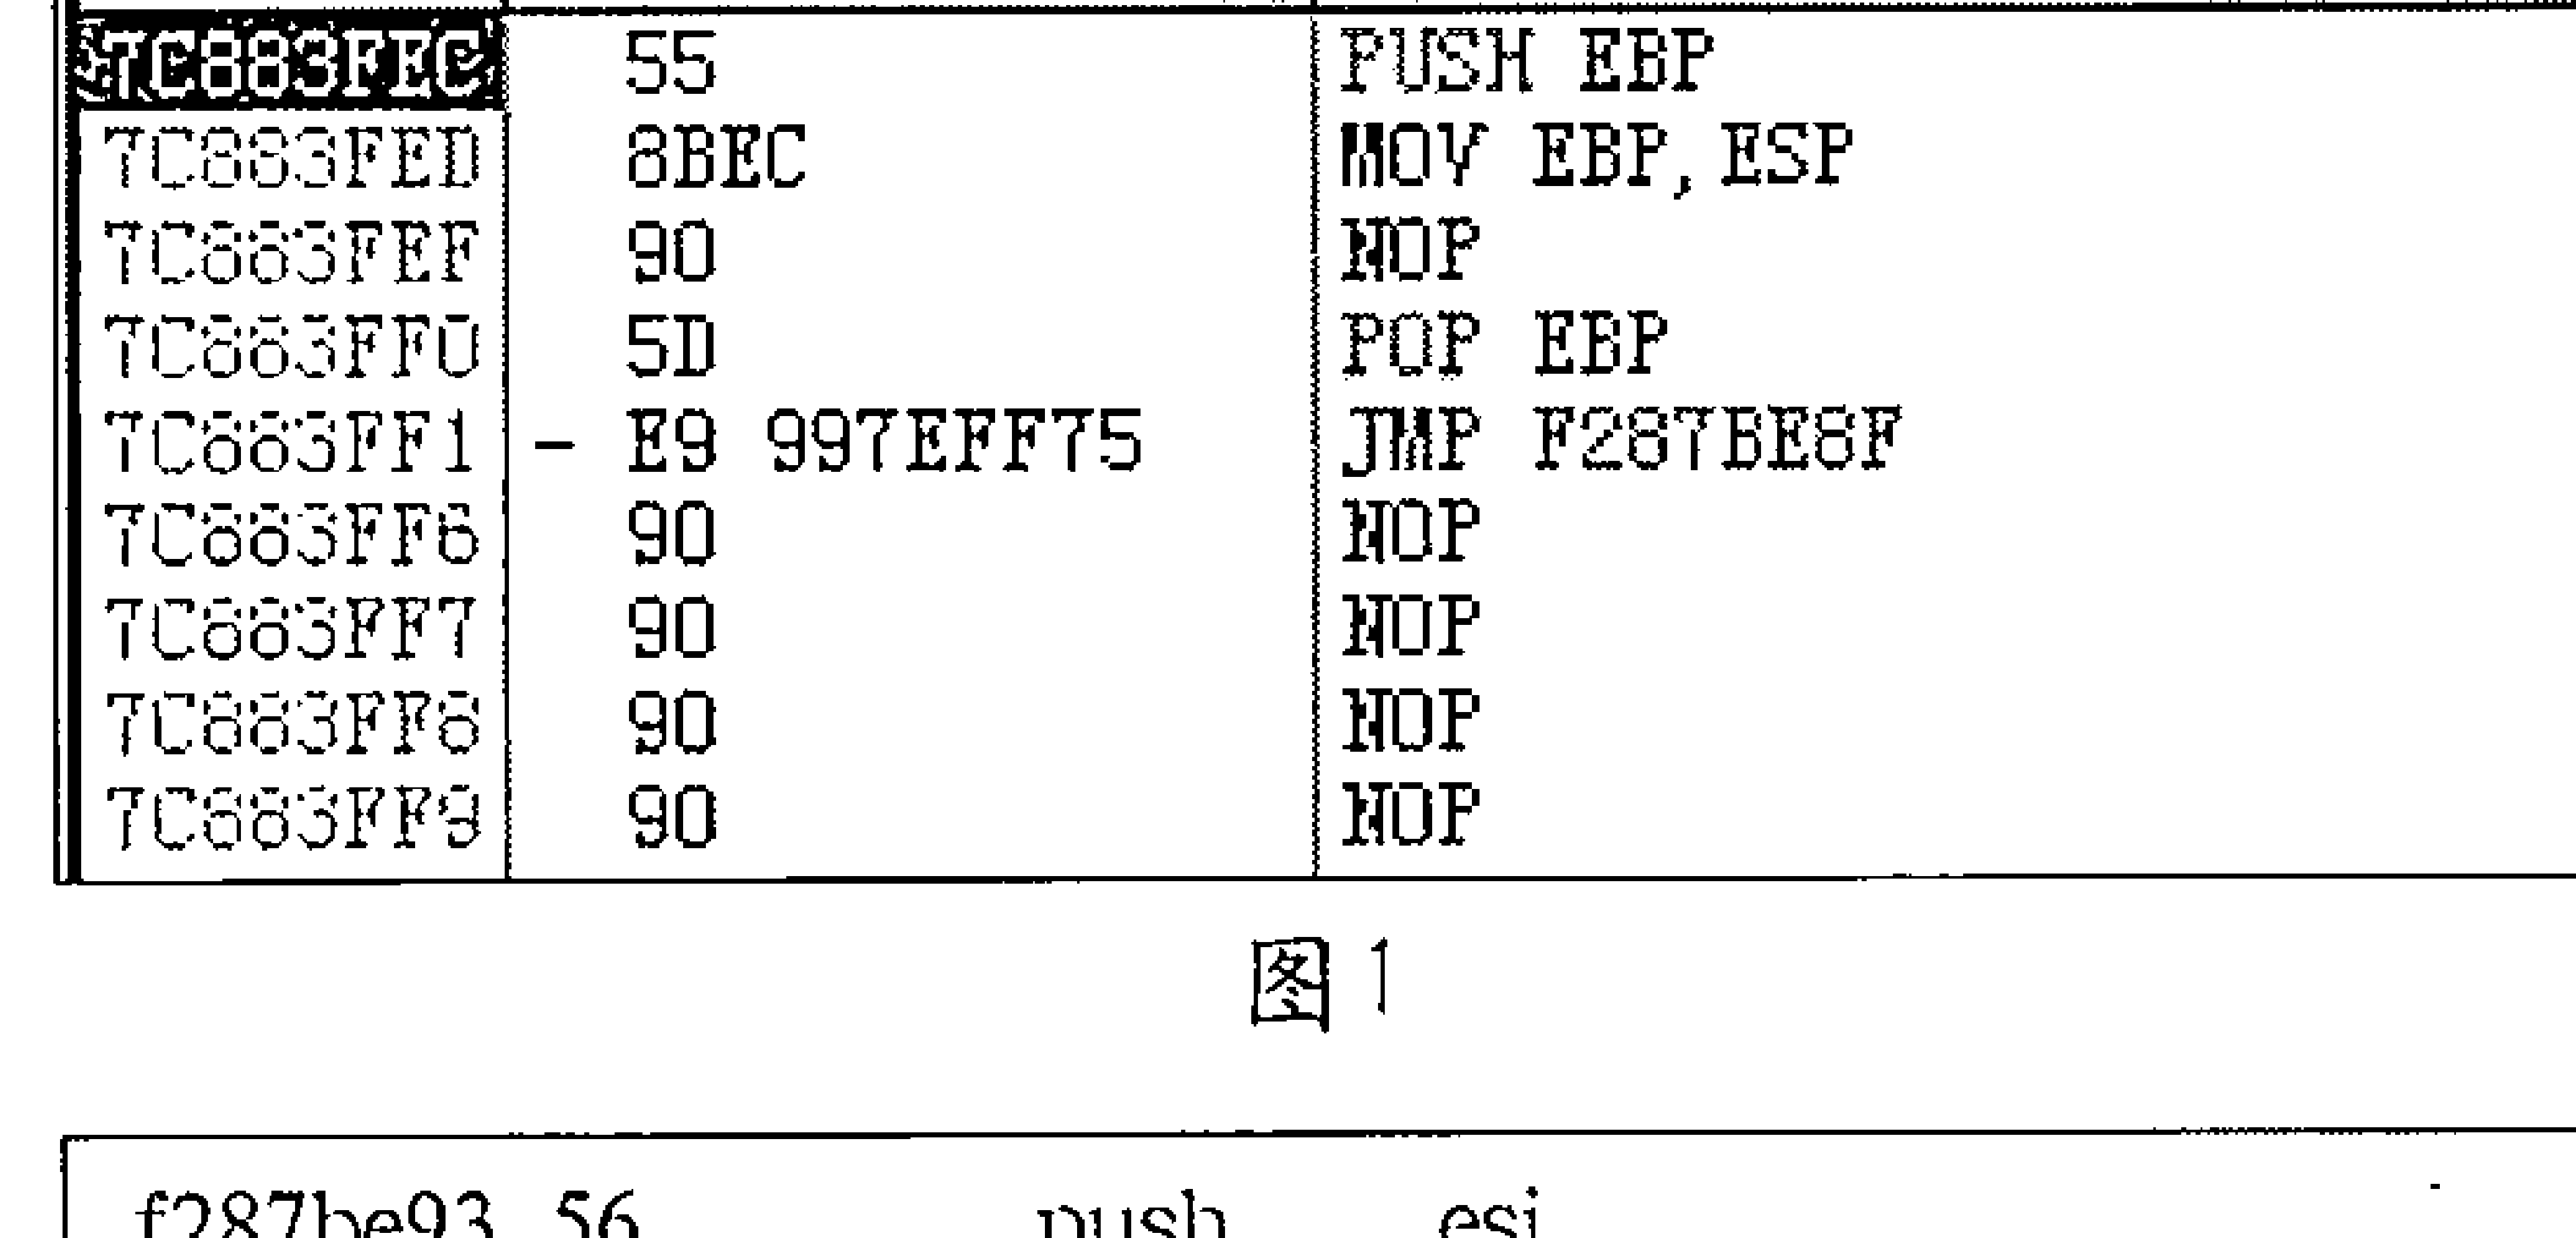 7C883FEC 55 PUSH EBP
7C883FED 8BEC MOV EBP, ESP
7C883FEF 90 NOP
7C883FF0 5D POP EBP
7C883FF1 - E9 997EFF75 JMP F287BE8F
7C883FF6 90 NOP
7C883FF7 90 NOP
7C883FF8 90 NOP
7C883FF9 90 NOP
图 1
f287be93 56 push esi